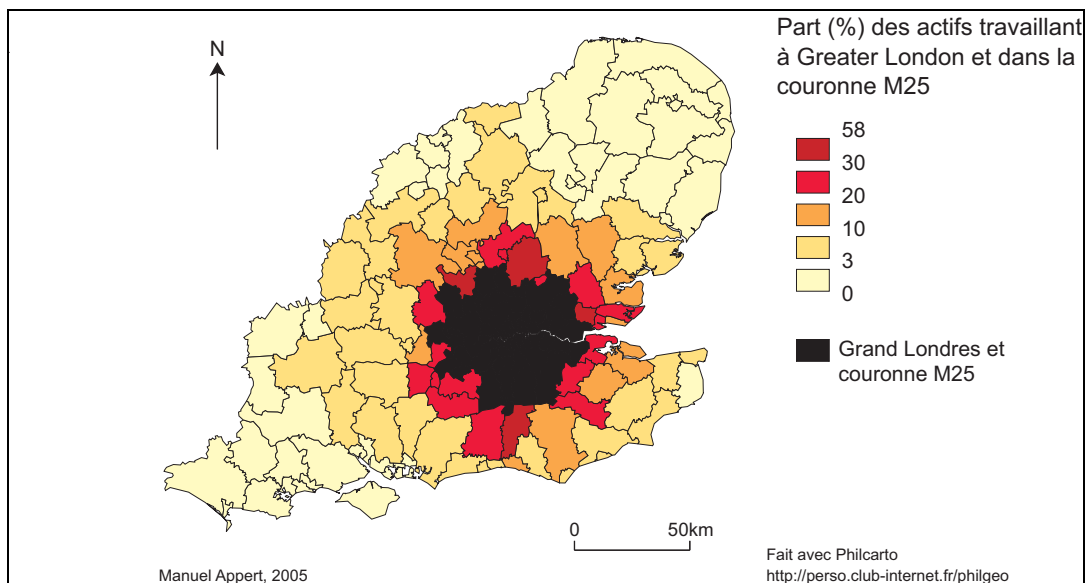 N
Part (%) des actifs travaillant
à Greater London et dans la
couronne M25
58
30
20
10
3
0
Grand Londres et
couronne M25
0 50km
Manuel Appert, 2005
Fait avec Philcarto
http://perso.club-internet.fr/philgeo